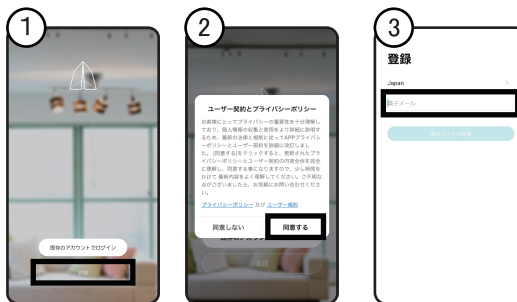 1
既存のアカウントでログイン
登録
2
ユーザー契約とプライバシーポリシー
お客様にとってプライバシーの重要性を十分理解し
ており、個人情報の収集と使用をより詳細に説明す
るため、最新の法律と規制に従ってAPPプライバシ
ーポリシーとユーザー契約を詳細に改訂しまし
た。[同意する]をクリックすると、更新されたプラ
イバシーポリシーとユーザー契約の内容全体を完全
に理解し、同意する事になりますので、少し時間を
かけて 最新内容をよく理解してください。ご不明な
点がございましたら、お気軽にお問い合わせくださ
い。
プライバシーポリシー 及び ユーザー契約
同意しない
同意する
登録
3
登録
Japan
電子メール